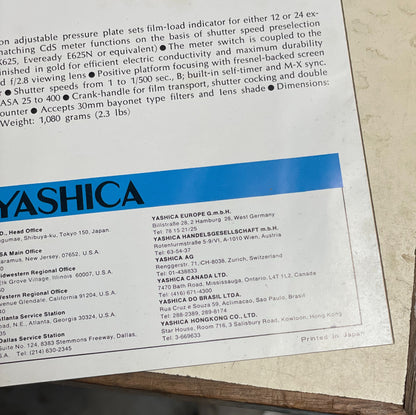 on adjustable pressure plate sets film-load indicator for either 12 or 24 ex-
matching CdS meter functions on the basis of shutter speed preselection
X625, Eveready E625N or equivalent) ● The meter switch is coupled to the
inished in gold for efficient electric conductivity and maximum durability
d f/2.8 viewing lens ● Positive platform focusing with fresnel-backed screen
r ● Shutter speeds from 1 to 1/500 sec., B; built-in self-timer and M-X sync.
ASA 25 to 400 ● Crank-handle for film transport, shutter cocking and double
ounter ● Accepts 30mm bayonet type filters and lens shade ● Dimensions:
Weight: 1,080 grams (2.3 lbs)
YASHICA
D., Head Office
gumae, Shibuya-ku, Tokyo 150, Japan.
SA Main Office
aramus, New Jersey 07652, U.S.A.
Midwestern Regional Office
Elk Grove Village, Illinois 60007, U.S.A.
Western Regional Office
Avenue Glendale, California 91204, U.S.A.
Atlanta Service Station
oad, N.E., Atlanta, Georgia 30324, U.S.A.
Dallas Service Station
Suite No. 124, 8383 Stemmons Freeway, Dallas,
S.A. Tel: (214) 630-2345
YASHICA EUROPE G.m.b.H.
Billstraße 28, 2 Hamburg 28, West Germany
Tel: 78 15 21/25
YASHICA HANDELSGESELLSCHAFT m.b.H.
Rotenturmstraße 5-9/VI, A-1010 Wien, Austria
Tel: 63-54-37
YASHICA AG
Renggerstr. 71, CH-8038, Zurich, Switzerland
Tel: 01-438833
YASHICA CANADA LTD.
7470 Bath Road, Mississauga, Ontario, L4T 1L2, Canada
Tel: (416) 671-4300
YASHICA DO BRASIL LTDA.
Rua Cruz e Souza 59, Aclimacao, Sao Paulo, Brasil
Tel: 288-2389, 289-8174
YASHICA HONGKONG CO., LTD.
Star House, Room 716, 3 Salisbury Road, Kowloon, Hong Kong
Tel: 3-669633
Printed in Japan